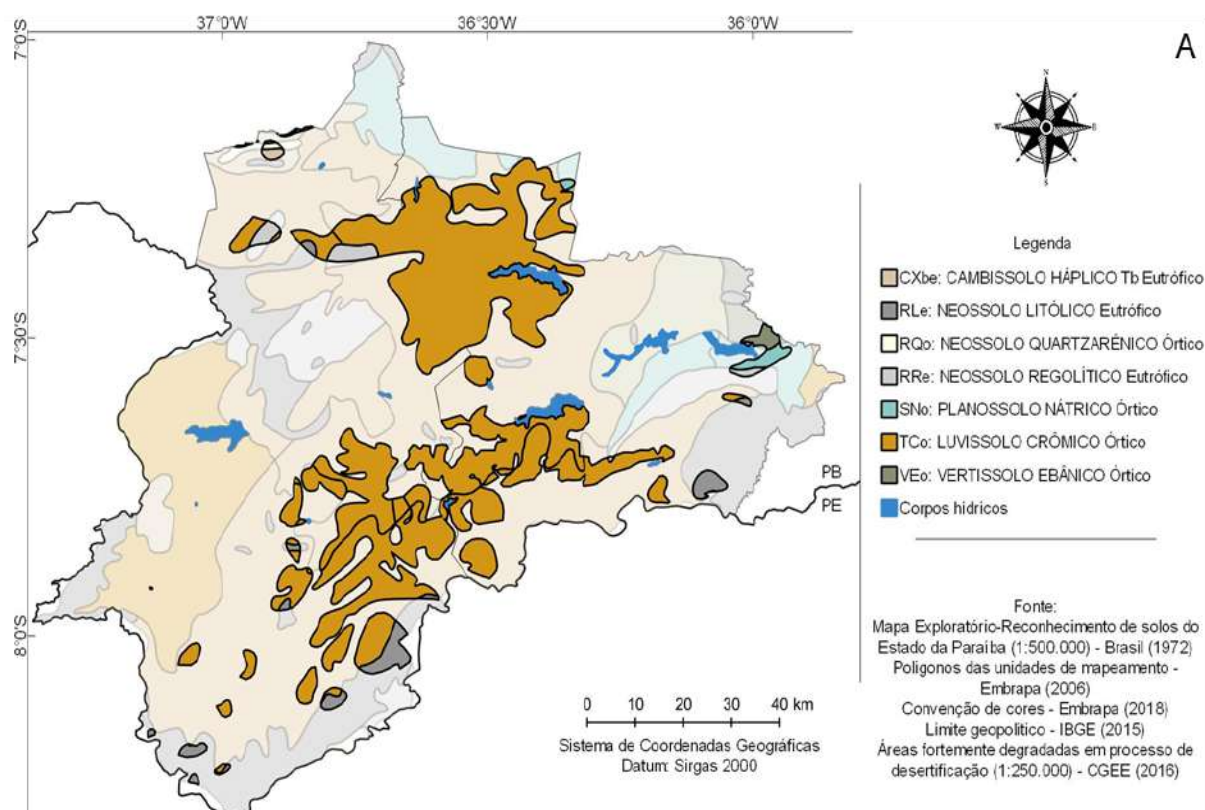 37°0'W
36°30'W
36°0'W
7°0'S
7°30'S
8°0'S
A
N
W
E
S
Legenda
CXbe: CAMBISSOLO HÁPLICO Tb Eutrófico
RLe: NEOSSOLO LITÓLICO Eutrófico
RQo: NEOSSOLO QUARTZARÊNICO Órtico
RRe: NEOSSOLO REGOLÍTICO Eutrófico
SNo: PLANOSSOLO NÁTRICO Órtico
TCo: LUVISSOLO CRÔMICO Órtico
VEo: VERTISSOLO EBÂNICO Órtico
Corpos hídricos
PB
PE
0 10 20 30 40 km
Sistema de Coordenadas Geográficas
Datum: Sirgas 2000
Fonte:
Mapa Exploratório-Reconhecimento de solos do
Estado da Paraíba (1:500.000) - Brasil (1972)
Polígonos das unidades de mapeamento -
Embrapa (2006)
Convenção de cores - Embrapa (2018)
Limite geopolitico - IBGE (2015)
Áreas fortemente degradadas em processo de
desertificação (1:250.000) - CGEE (2016)